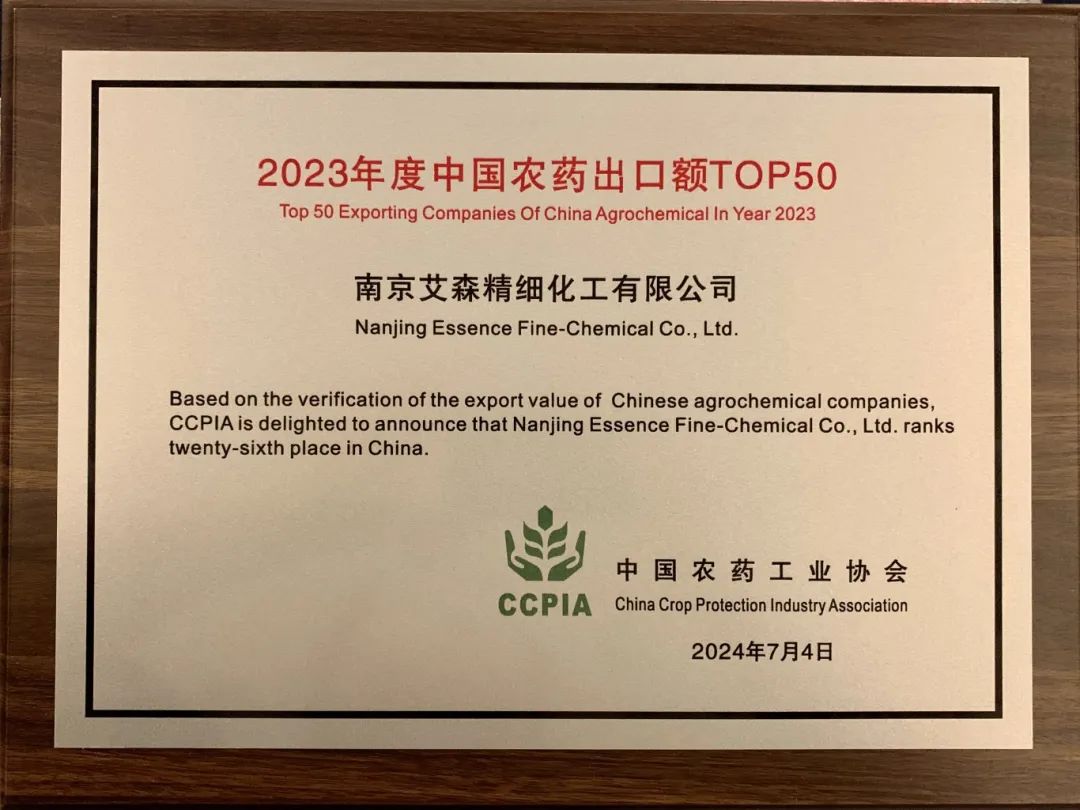 2023年度中国农药出口额TOP50
Top 50 Exporting Companies Of China Agrochemical In Year 2023
南京艾森精细化工有限公司
Nanjing Essence Fine-Chemical Co., Ltd.
Based on the verification of the export value of Chinese agrochemical companies,
CCPIA is delighted to announce that Nanjing Essence Fine-Chemical Co., Ltd. ranks
twenty-sixth place in China.
CCPIA
中国农药工业协会
China Crop Protection Industry Association
2024年7月4日